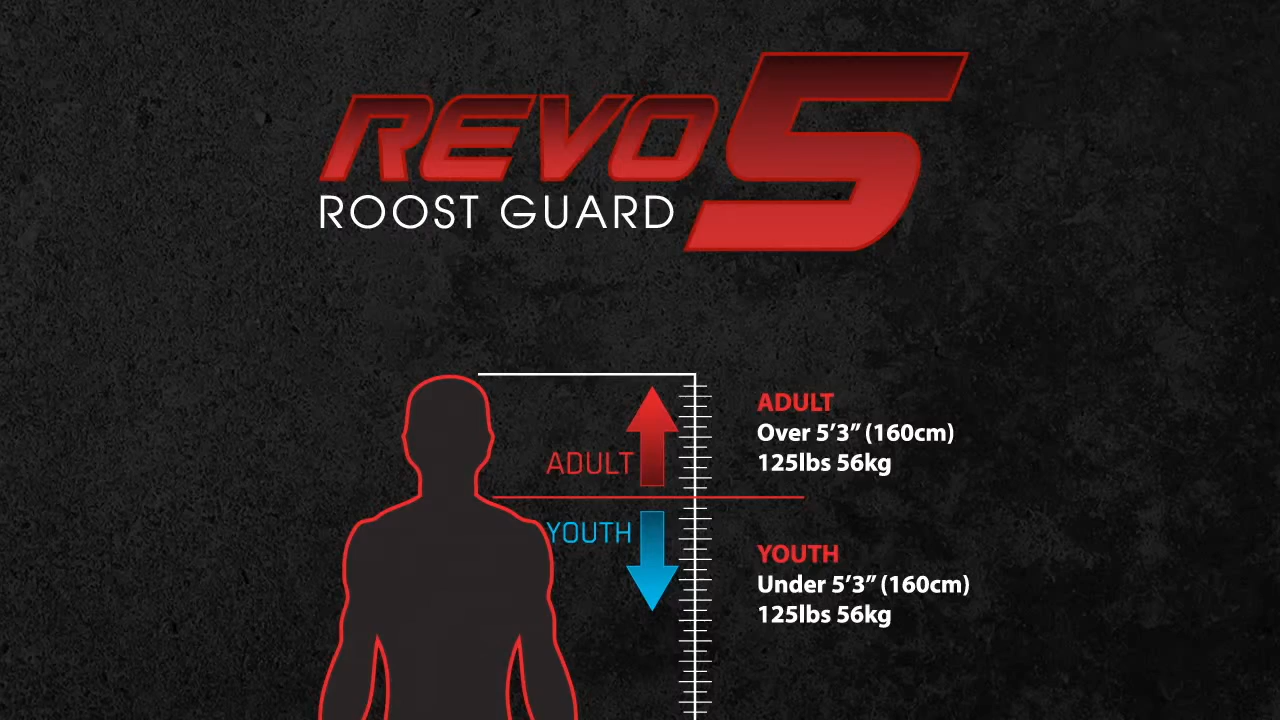 REVO 5
ROOST GUARD
ADULT
YOUTH
ADULT
Over 5’3” (160cm)
125lbs 56kg
YOUTH
Under 5’3” (160cm)
125lbs 56kg